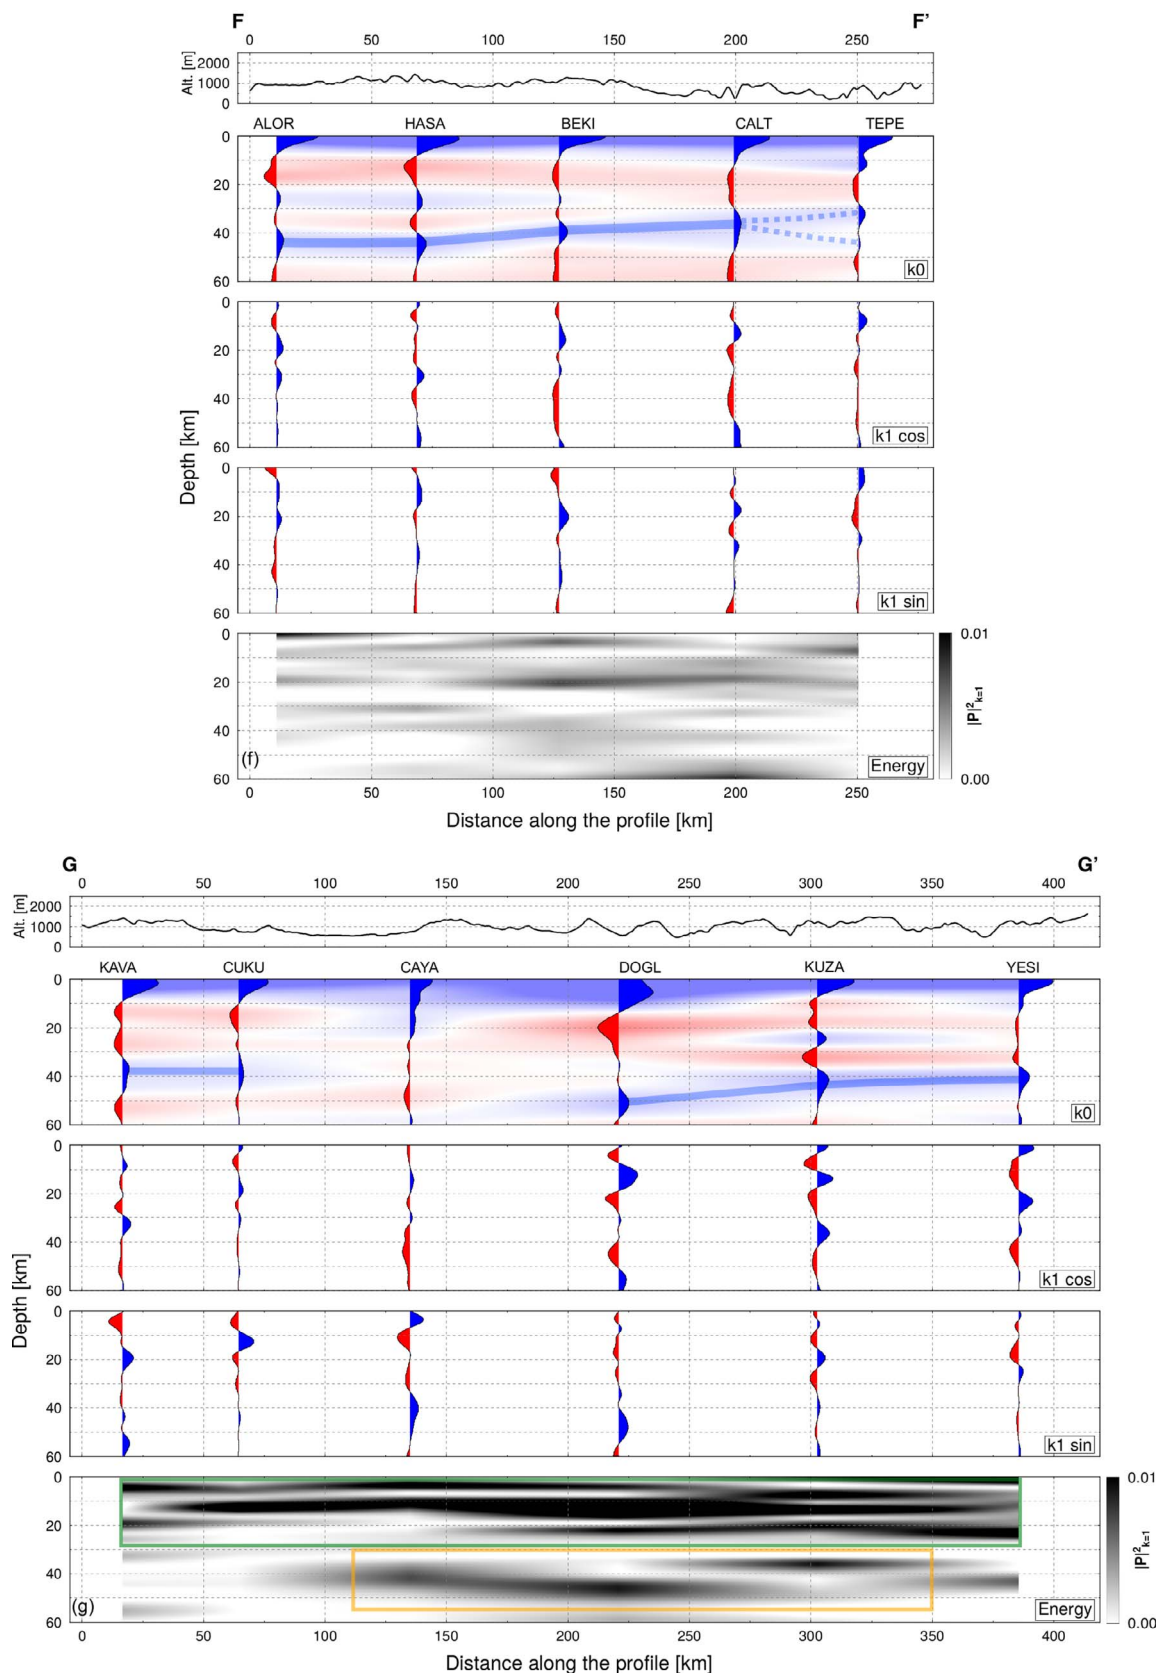 F F’
0 50 100 150 200 250
Alt. [m]
2000
1000
0
ALOR HASA BEKI CALT TEPE
0
20
40
60
k0
0
20
40
60
k1 cos
Depth [km]
0
20
40
60
k1 sin
0
20
40
60
(f)
Energy
0.01
|P|²k=1
0.00
0 50 100 150 200 250
Distance along the profile [km]
G G’
0 50 100 150 200 250 300 350 400
Alt. [m]
2000
1000
0
KAVA CUKU CAYA DOGL KUZA YESI
0
20
40
60
k0
0
20
40
60
k1 cos
Depth [km]
0
20
40
60
k1 sin
0
20
40
60
(g)
Energy
0.01
|P|²k=1
0.00
0 50 100 150 200 250 300 350 400
Distance along the profile [km]